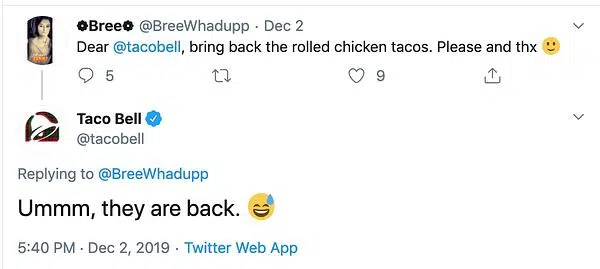 ❁Bree❁ @BreeWhadupp · Dec 2
Dear @tacobell, bring back the rolled chicken tacos. Please and thx 🙂
5 9
Taco Bell
@tacobell
Replying to @BreeWhadupp
Ummm, they are back. 😅
5:40 PM · Dec 2, 2019 · Twitter Web App